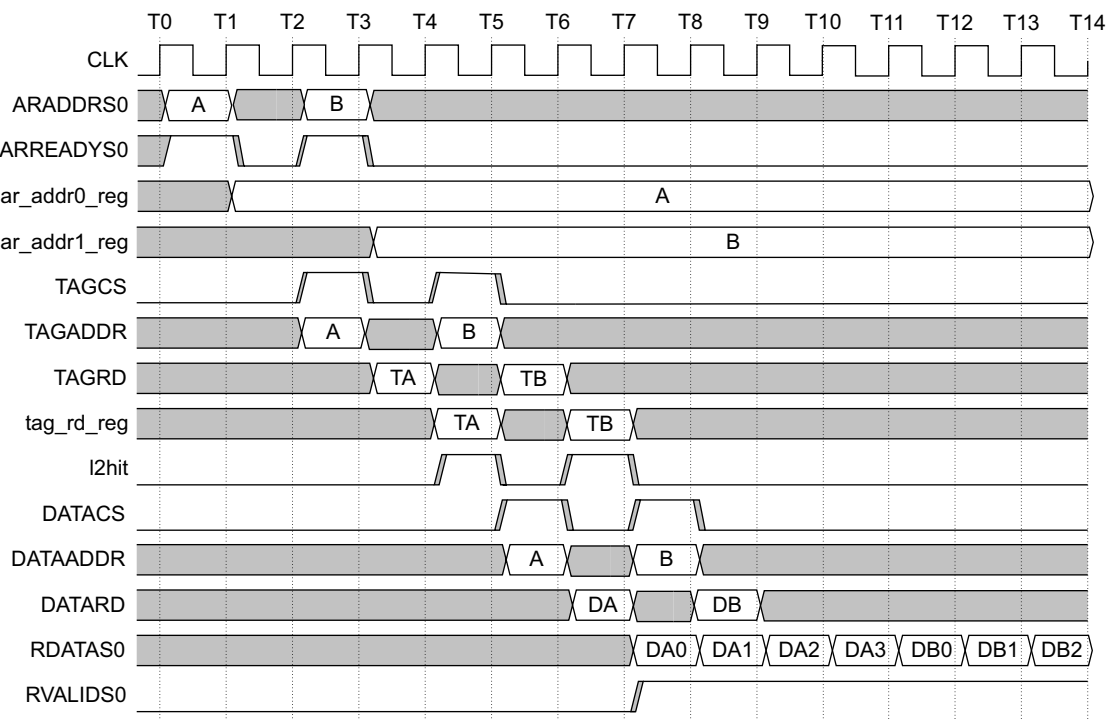 T0 T1 T2 T3 T4 T5 T6 T7 T8 T9 T10 T11 T12 T13 T14
CLK
ARADDRS0 A B
ARREADYS0
ar_addr0_reg A
ar_addr1_reg B
TAGCS
TAGADDR A B
TAGRD TA TB
tag_rd_reg TA TB
l2hit
DATACS
DATAADDR A B
DATARD DA DB
RDATAS0 DA0 DA1 DA2 DA3 DB0 DB1 DB2
RVALIDS0